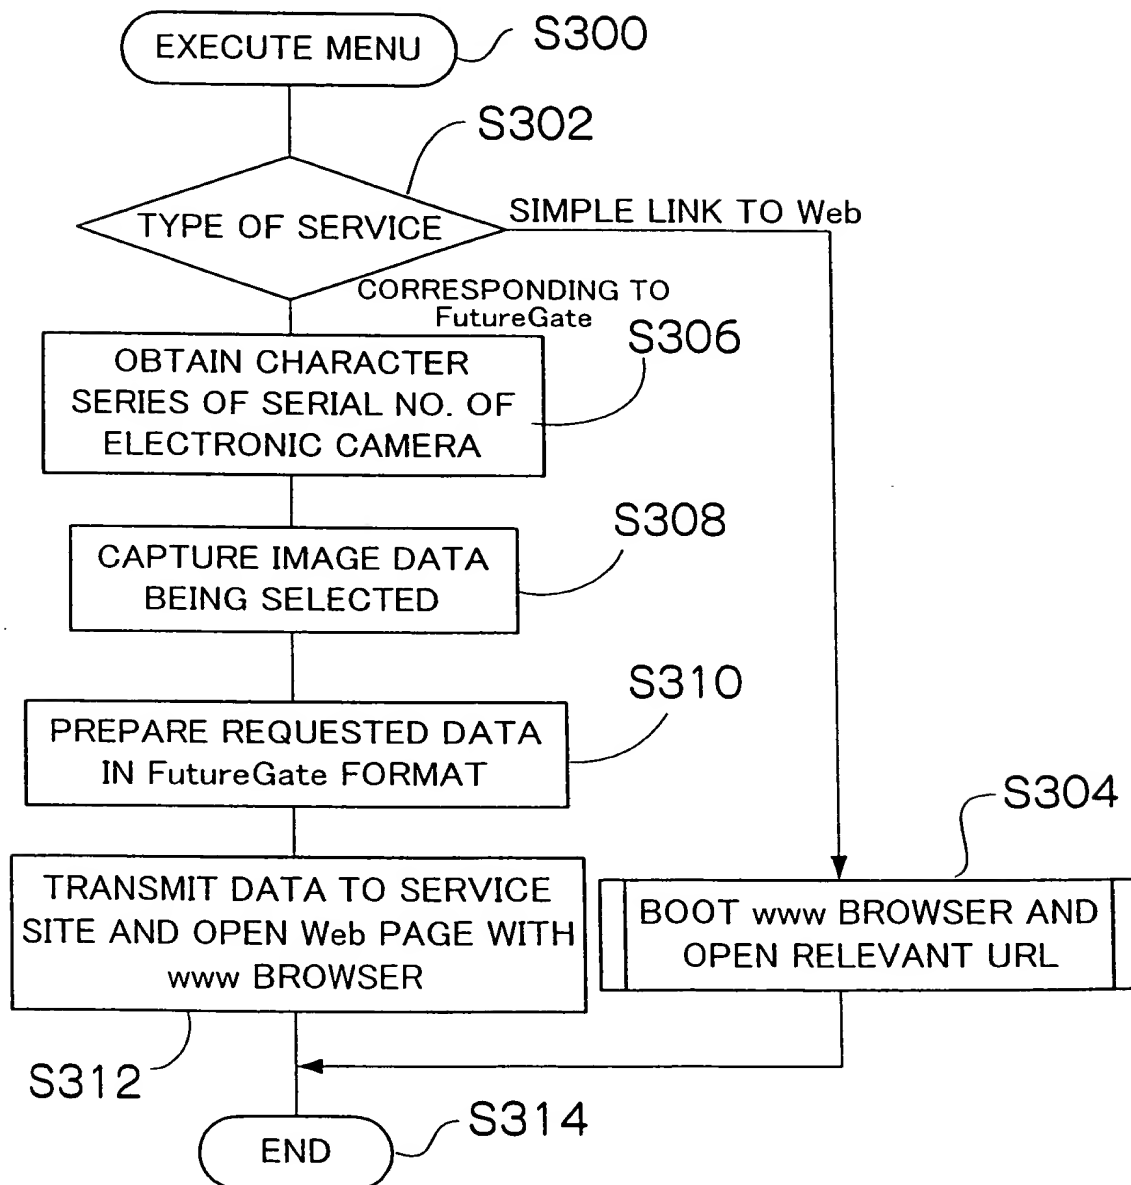 EXECUTE MENU
S300
S302
TYPE OF SERVICE
SIMPLE LINK TO Web
CORRESPONDING TO
FutureGate
S306
OBTAIN CHARACTER
SERIES OF SERIAL NO. OF
ELECTRONIC CAMERA
S308
CAPTURE IMAGE DATA
BEING SELECTED
S310
PREPARE REQUESTED DATA
IN FutureGate FORMAT
S304
TRANSMIT DATA TO SERVICE
SITE AND OPEN Web PAGE WITH
www BROWSER
BOOT www BROWSER AND
OPEN RELEVANT URL
S312
S314
END